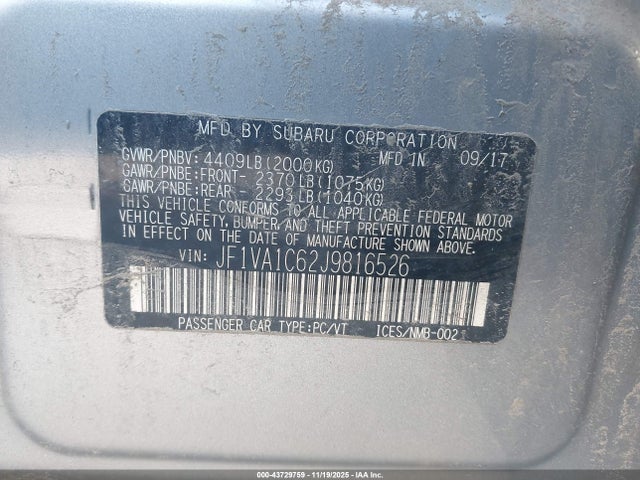 MFD BY SUBARU CORPORATION
GVWR/PNBV: 4409LB(2000KG) MFD IN 09/17
GAWR/PNBE:FRONT- 2370LB(1075KG)
GAWR/PNBE:REAR - 2293LB(1040KG)
THIS VEHICLE CONFORMS TO ALL APPLICABLE FEDERAL MOTOR
VEHICLE SAFETY, BUMPER, AND THEFT PREVENTION STANDARDS
IN EFFECT ON THE DATE OF MANUFACTURE SHOWN ABOVE.
VIN: JF1VA1C62J9816526
PASSENGER CAR TYPE:PC/VT ICES/NMB-002
000-43729759 - 11/19/2025 - IAAI.com